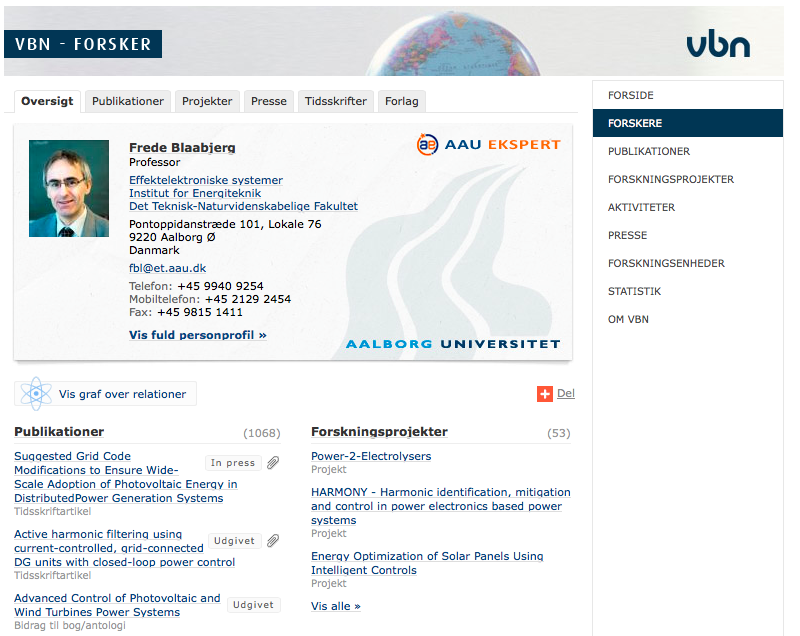 VBN - FORSKER
vbn
Oversigt
Publikationer
Projekter
Presse
Tidsskrifter
Forlag
Frede Blaabjerg
Professor
Effektelektroniske systemer
Institut for Energiteknik
Det Teknisk-Naturvidenskabelige Fakultet
Pontoppidanstræde 101, Lokale 76
9220 Aalborg Ø
Danmark
fbl@et.aau.dk
Telefon: +45 9940 9254
Mobiltelefon: +45 2129 2454
Fax: +45 9815 1411
Vis fuld personprofil »
ae AAU EKSPERT
AALBORG UNIVERSITET
Vis graf over relationer
Del
Publikationer (1068)
Suggested Grid Code
Modifications to Ensure Wide-
Scale Adoption of Photovoltaic Energy in
DistributedPower Generation Systems
In press
Tidsskriftartikel
Active harmonic filtering using
current-controlled, grid-connected
DG units with closed-loop power control
Udgivet
Tidsskriftartikel
Advanced Control of Photovoltaic and
Wind Turbines Power Systems
Udgivet
Bidrag til bog/antologi
Forskningsprojekter (53)
Power-2-Electrolysers
Projekt
HARMONY - Harmonic identification, mitigation
and control in power electronics based power
systems
Projekt
Energy Optimization of Solar Panels Using
Intelligent Controls
Projekt
Vis alle »
FORSIDE
FORSKERE
PUBLIKATIONER
FORSKNINGSPROJEKTER
AKTIVITETER
PRESSE
FORSKNINGSENHEDER
STATISTIK
OM VBN